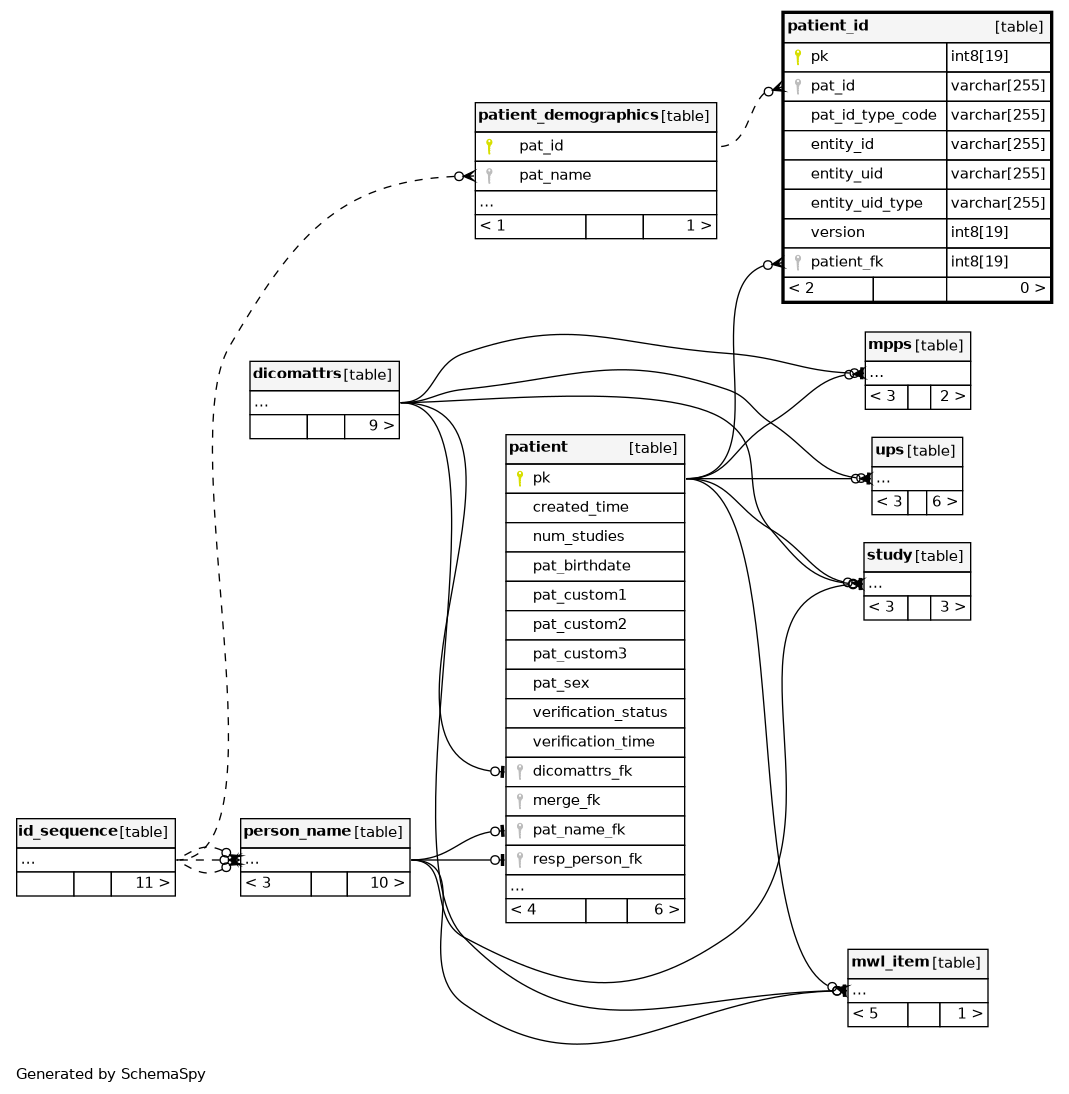 patient_id [table]
pk int8[19]
pat_id varchar[255]
pat_id_type_code varchar[255]
entity_id varchar[255]
entity_uid varchar[255]
entity_uid_type varchar[255]
version int8[19]
patient_fk int8[19]
< 2 0 >
patient_demographics [table]
pat_id
pat_name
...
< 1 1 >
mpps [table]
...
< 3 2 >
dicomattrs [table]
...
9 >
patient [table]
pk
created_time
num_studies
pat_birthdate
pat_custom1
pat_custom2
pat_custom3
pat_sex
verification_status
verification_time
dicomattrs_fk
merge_fk
pat_name_fk
resp_person_fk
...
< 4 6 >
ups [table]
...
< 3 6 >
study [table]
...
< 3 3 >
id_sequence [table]
...
11 >
person_name [table]
...
< 3 10 >
mwl_item [table]
...
< 5 1 >
Generated by SchemaSpy